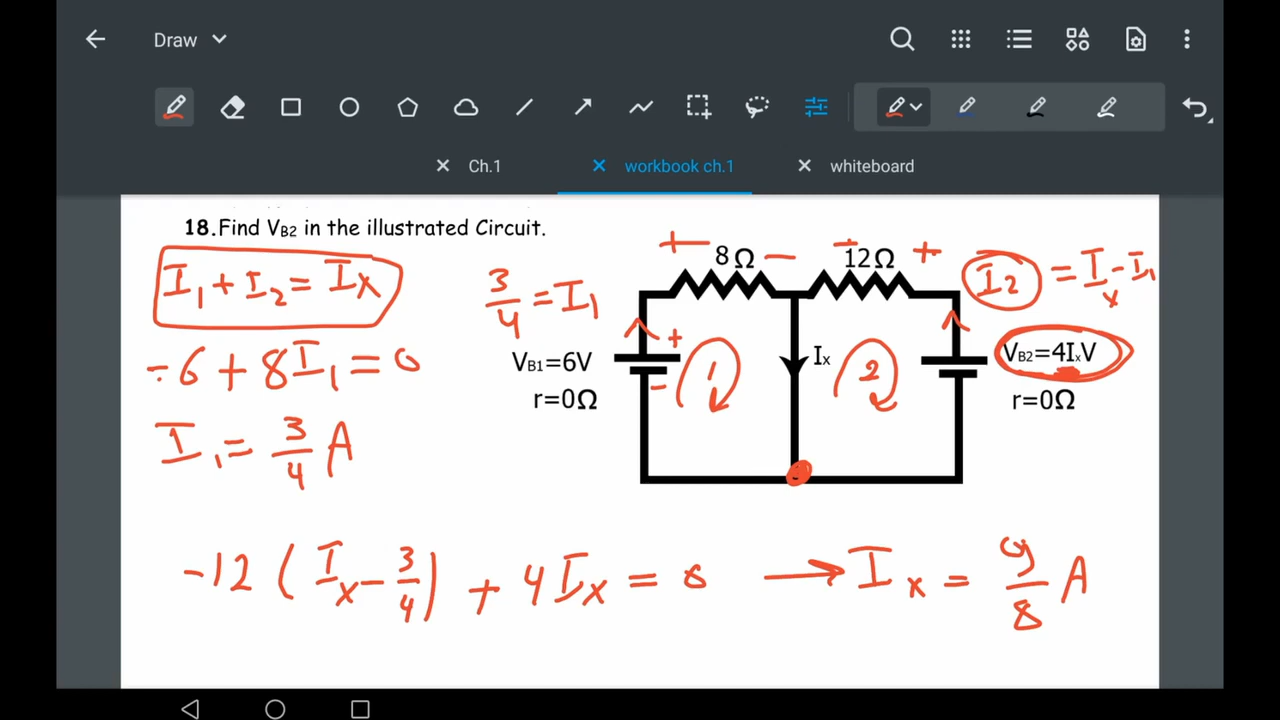 Draw
Ch.1
workbook ch.1
whiteboard
18.Find VB2 in the illustrated Circuit.
I₁ + I₂ = Ix
-6 + 8I₁ = 0
I₁ = 3/4 A
3/4 = I₁
+ 8Ω -
- 12Ω +
I₂ = Ix - I₁
VB1=6V
r=0Ω
+
-
1
Ix
2
VB2=4IxV
r=0Ω
-12 ( Ix - 3/4 ) + 4Ix = 0 → Ix = 9/8 A